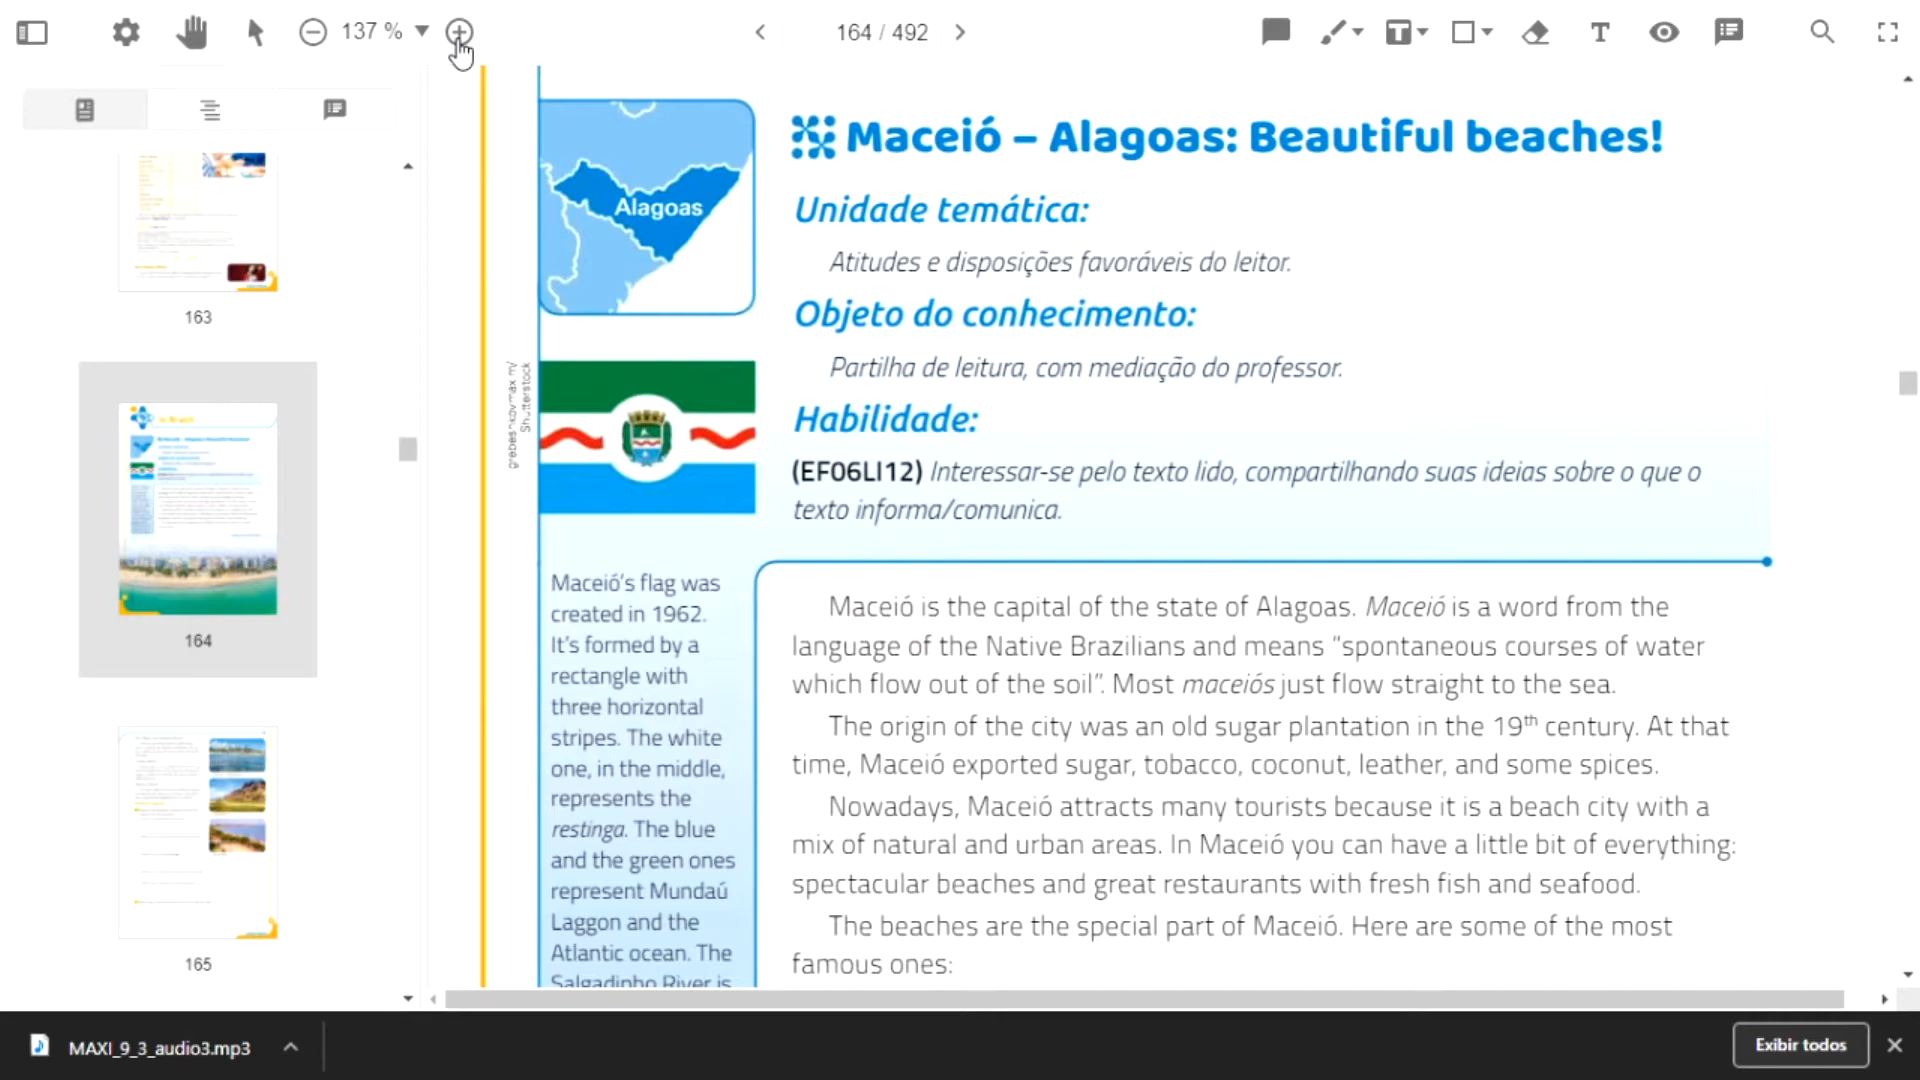 137 %
164 / 492
163
164
165
Alagoas
Shutterstock
Maceió – Alagoas: Beautiful beaches!
Unidade temática:
Atitudes e disposições favoráveis do leitor.
Objeto do conhecimento:
Partilha de leitura, com mediação do professor.
Habilidade:
(EF06LI12) Interessar-se pelo texto lido, compartilhando suas ideias sobre o que o
texto informa/comunica.
Maceió’s flag was
created in 1962.
It’s formed by a
rectangle with
three horizontal
stripes. The white
one, in the middle,
represents the
restinga. The blue
and the green ones
represent Mundaú
Laggon and the
Atlantic ocean. The
Salgadinho River is
Maceió is the capital of the state of Alagoas. Maceió is a word from the
language of the Native Brazilians and means “spontaneous courses of water
which flow out of the soil”. Most maceiós just flow straight to the sea.
The origin of the city was an old sugar plantation in the 19th century. At that
time, Maceió exported sugar, tobacco, coconut, leather, and some spices.
Nowadays, Maceió attracts many tourists because it is a beach city with a
mix of natural and urban areas. In Maceió you can have a little bit of everything:
spectacular beaches and great restaurants with fresh fish and seafood.
The beaches are the special part of Maceió. Here are some of the most
famous ones:
MAXI_9_3_audio3.mp3
Exibir todos